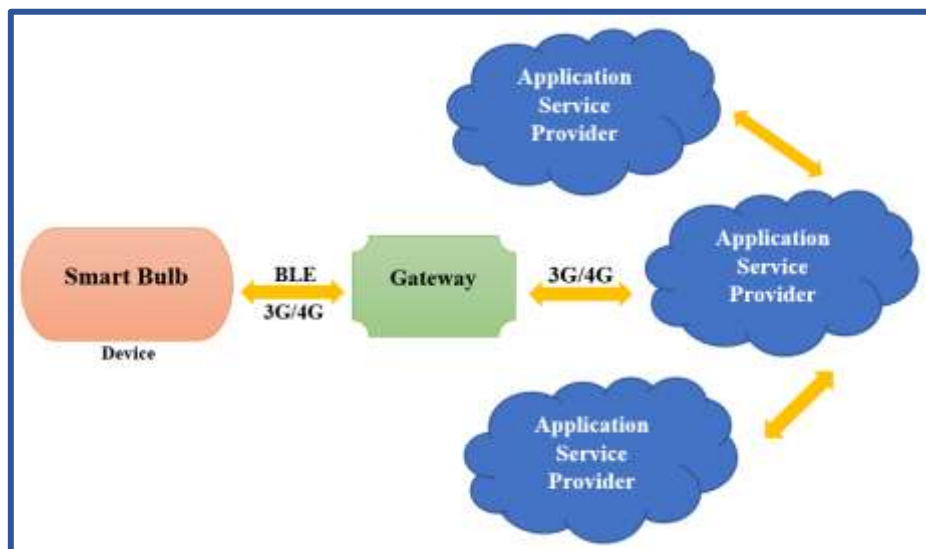 Application
Service
Provider
Smart Bulb
Device
BLE
3G/4G
Gateway
3G/4G
Application
Service
Provider
Application
Service
Provider